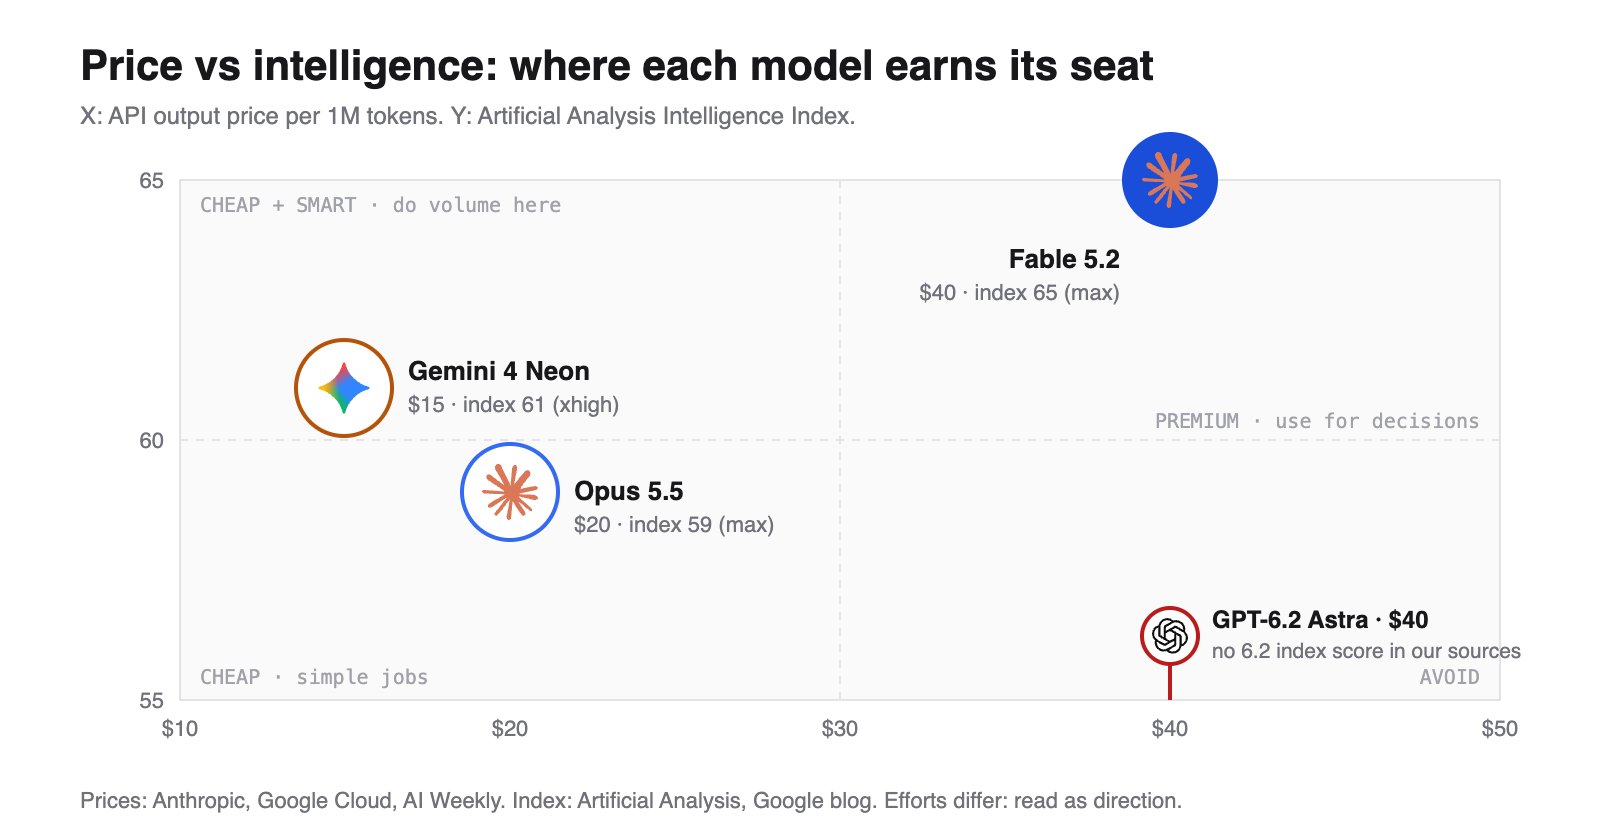 Price vs intelligence: where each model earns its seat
X: API output price per 1M tokens. Y: Artificial Analysis Intelligence Index.
65
CHEAP + SMART · do volume here
Fable 5.2
$40 · index 65 (max)
Gemini 4 Neon
$15 · index 61 (xhigh)
PREMIUM · use for decisions
60
Opus 5.5
$20 · index 59 (max)
GPT-6.2 Astra · $40
no 6.2 index score in our sources
CHEAP · simple jobs
AVOID
55
$10
$20
$30
$40
$50
Prices: Anthropic, Google Cloud, AI Weekly. Index: Artificial Analysis, Google blog. Efforts differ: read as direction.